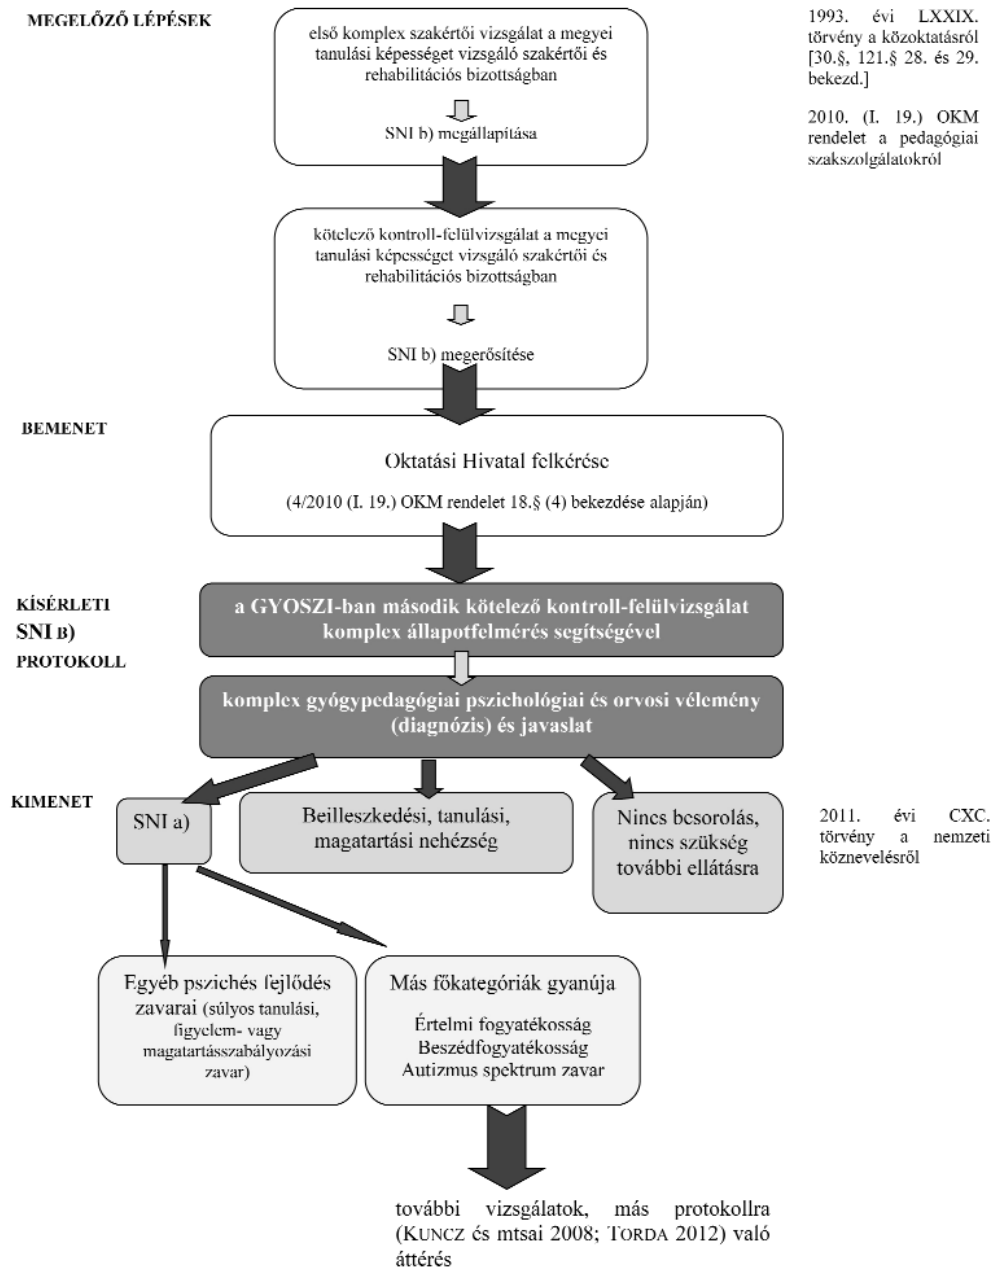 MEGELŐZŐ LÉPÉSEK
első komplex szakértői vizsgálat a megyei
tanulási képességet vizsgáló szakértői és
rehabilitációs bizottságban
SNI b) megállapítása
1993. évi LXXIX.
törvény a közoktatásról
[30.§, 121.§ 28. és 29.
bekezd.]
2010. (I. 19.) OKM
rendelet a pedagógiai
szakszolgálatokról
kötelező kontroll-felülvizsgálat a megyei
tanulási képességet vizsgáló szakértői és
rehabilitációs bizottságban
SNI b) megerősítése
BEMENET
Oktatási Hivatal felkérése
(4/2010 (I. 19.) OKM rendelet 18.§ (4) bekezdése alapján)
KÍSÉRLETI
SNI B)
PROTOKOLL
a GYOSZI-ban második kötelező kontroll-felülvizsgálat
komplex állapotfelmérés segítségével
komplex gyógypedagógiai pszichológiai és orvosi vélemény
(diagnózis) és javaslat
KIMENET
SNI a)
Beilleszkedési, tanulási,
magatartási nehézség
Nincs besorolás,
nincs szükség
további ellátásra
2011. évi CXC.
törvény a nemzeti
köznevelésről
Egyéb pszichés fejlődés
zavarai (súlyos tanulási,
figyelem- vagy
magatartásszabályozási
zavar)
Más főkategóriák gyanúja
Értelmi fogyatékosság
Beszédfogyatékosság
Autizmus spektrum zavar
további vizsgálatok, más protokollra
(KUNCZ és mtsai 2008; TORDA 2012) való
áttérés